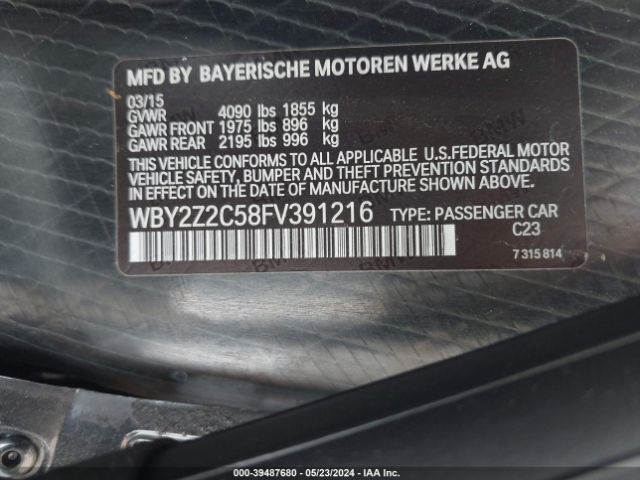 MFD BY BAYERISCHE MOTOREN WERKE AG
03/15
GVWR 4090 lbs 1855 kg
GAWR FRONT 1975 lbs 896 kg
GAWR REAR 2195 lbs 996 kg
THIS VEHICLE CONFORMS TO ALL APPLICABLE U.S.FEDERAL MOTOR
VEHICLE SAFETY, BUMPER, AND THEFT PREVENTION STANDARDS
IN EFFECT ON THE DATE OF MANUFACTURE SHOWN ABOVE.
WBY2Z2C58FV391216 TYPE: PASSENGER CAR
C23
7 315 814
000-39487680 - 05/23/2024 - IAA Inc.